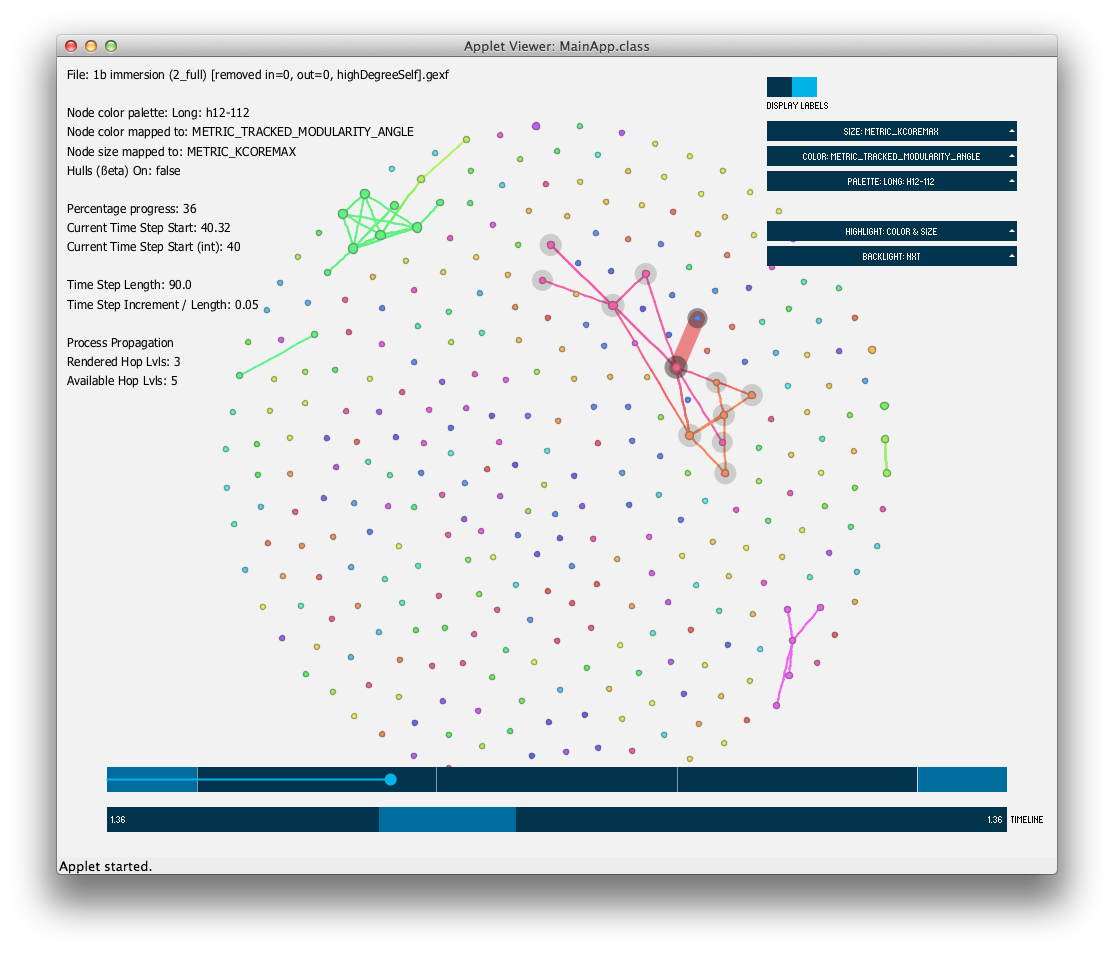 Applet Viewer: MainApp.class
File: 1b immersion (2_full) [removed in=0, out=0, highDegreeSelf].gexf
DISPLAY LABELS
Node color palette: Long: h12-112
Node color mapped to: METRIC_TRACKED_MODULARITY_ANGLE
Node size mapped to: METRIC_KCOREMAX
Hulls (ßeta) On: false
SIZE: METRIC_KCOREMAX
COLOR: METRIC_TRACKED_MODULARITY_ANGLE
PALETTE: LONG: H12-112
Percentage progress: 36
Current Time Step Start: 40.32
Current Time Step Start (int): 40
HIGHLIGHT: COLOR & SIZE
BACKLIGHT: NXT
Time Step Length: 90.0
Time Step Increment / Length: 0.05
Process Propagation
Rendered Hop Lvls: 3
Available Hop Lvls: 5
1.36 1.36 TIMELINE
Applet started.